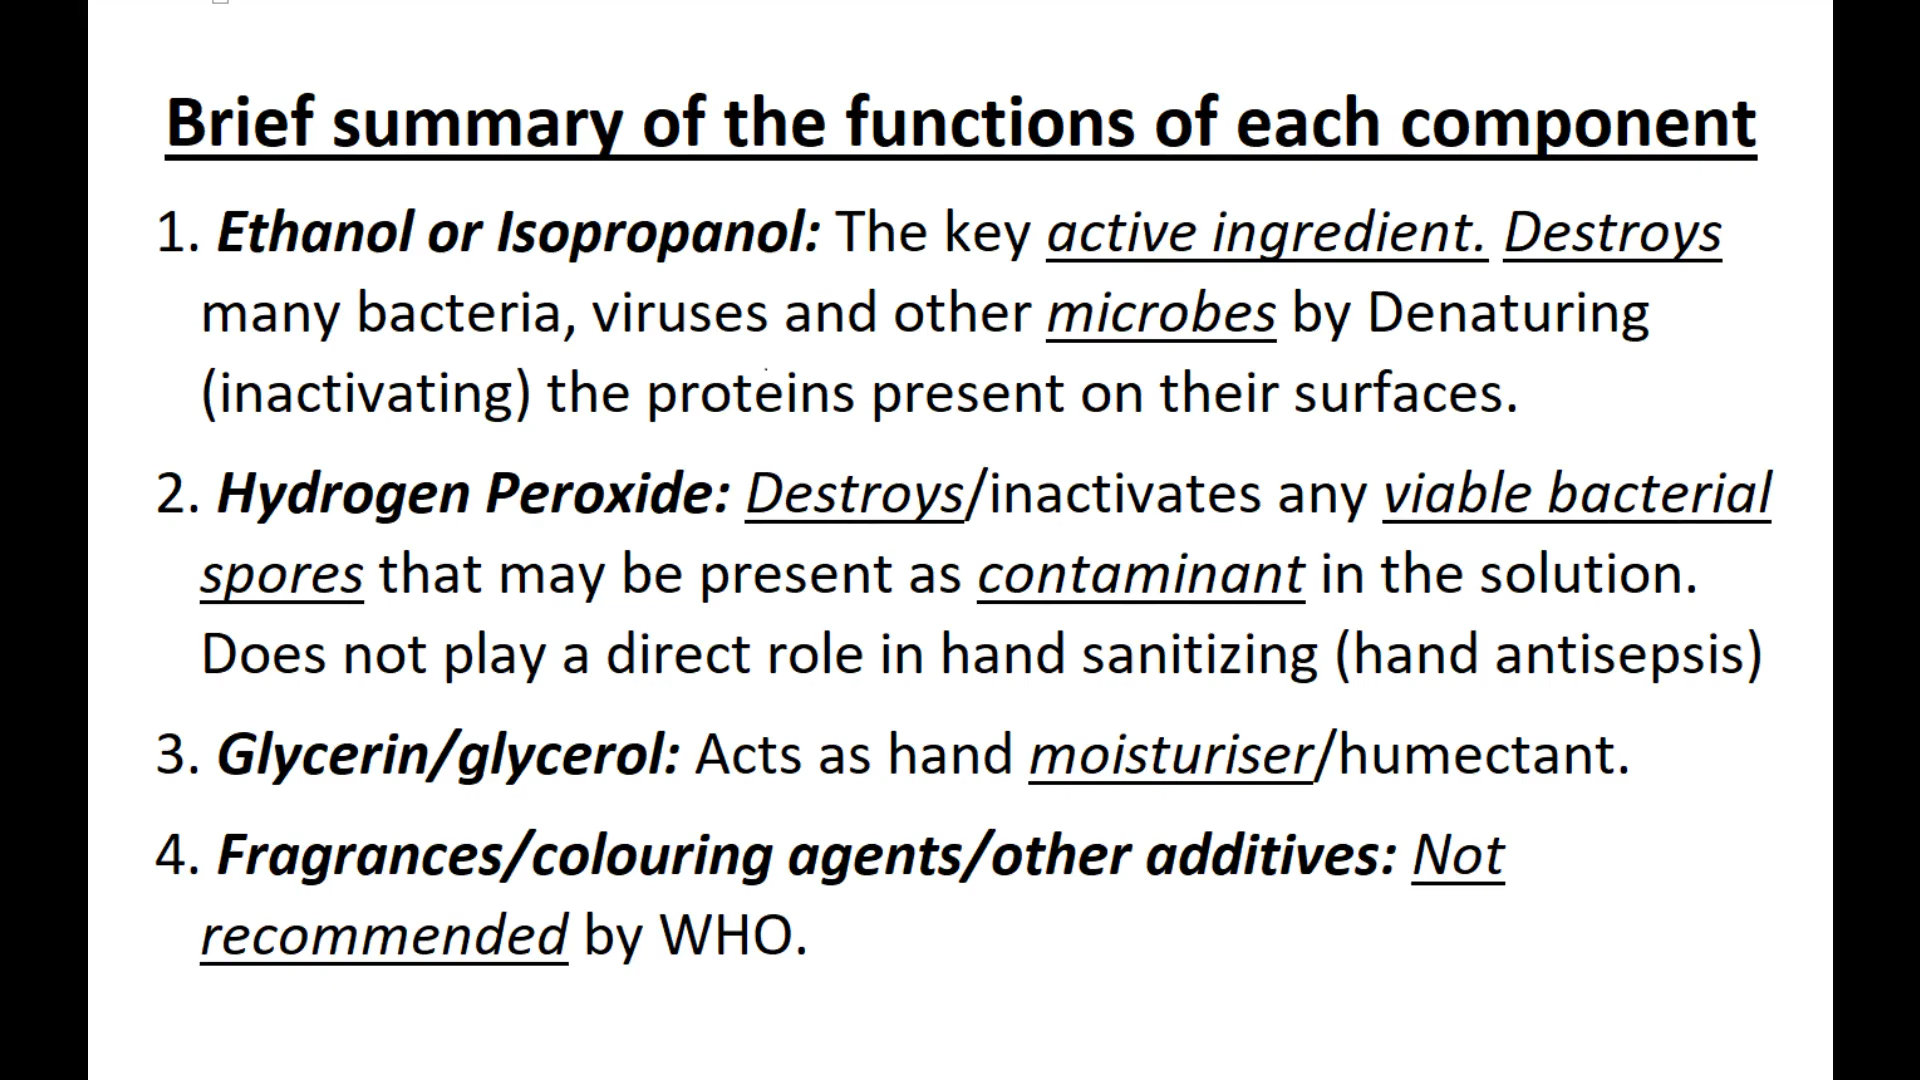 Brief summary of the functions of each component
1. Ethanol or Isopropanol: The key active ingredient. Destroys
many bacteria, viruses and other microbes by Denaturing
(inactivating) the proteins present on their surfaces.
2. Hydrogen Peroxide: Destroys/inactivates any viable bacterial
spores that may be present as contaminant in the solution.
Does not play a direct role in hand sanitizing (hand antisepsis)
3. Glycerin/glycerol: Acts as hand moisturiser/humectant.
4. Fragrances/colouring agents/other additives: Not
recommended by WHO.